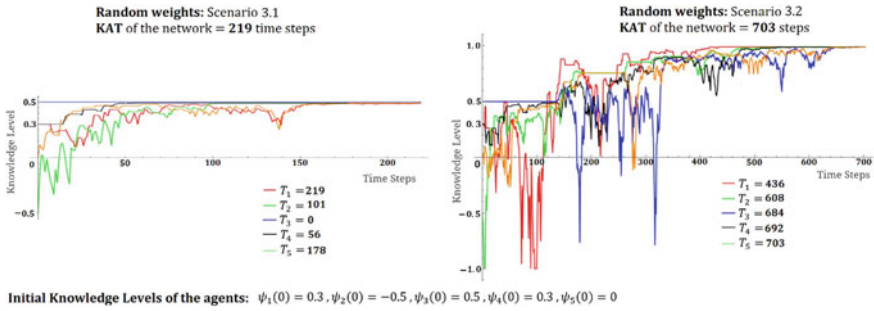 Random weights: Scenario 3.1
KAT of the network = 219 time steps
0.5
0.3
0
−0.5
Knowledge Level
50
100
150
200
Time Steps
T₁ = 219
T₂ = 101
T₃ = 0
T₄ = 56
T₅ = 178
Random weights: Scenario 3.2
KAT of the network = 703 steps
1.0
0.5
0.3
0
−0.5
−1.0
Knowledge Level
100
200
300
400
500
600
700
Time Steps
T₁ = 436
T₂ = 608
T₃ = 684
T₄ = 692
T₅ = 703
Initial Knowledge Levels of the agents: ψ₁(0) = 0.3 , ψ₂(0) = −0.5 , ψ₃(0) = 0.5 , ψ₄(0) = 0.3 , ψ₅(0) = 0